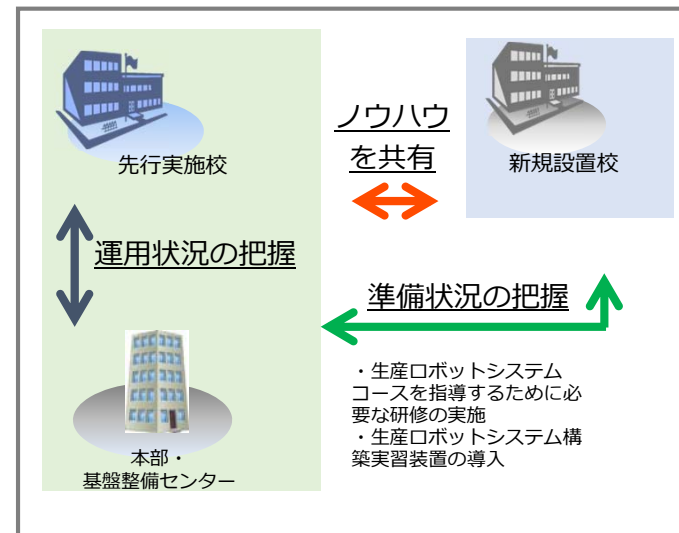 先行実施校
ノウハウ
を共有
新規設置校
運用状況の把握
準備状況の把握
・生産ロボットシステム
コースを指導するために必
要な研修の実施
・生産ロボットシステム構
築実習装置の導入
本部・
基盤整備センター